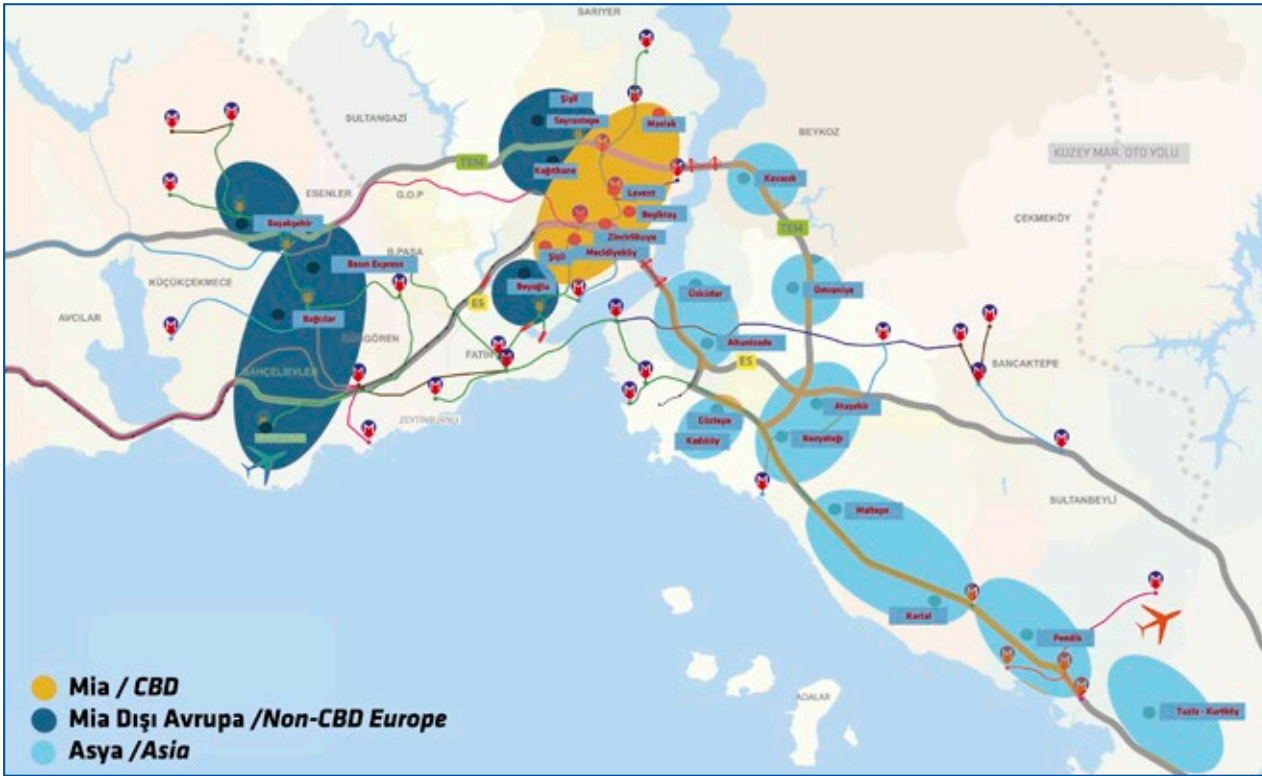 SARIYER
Şişli
Seyrantepe
Maslak
SULTANGAZİ
BEYKOZ
KUZEY MAR. OTO YOLU
TEM
Kağıthane
Kavacık
ESENLER
G.O.P
Levent
Beşiktaş
ÇEKMEKÖY
Başakşehir
TEM
Zincirlikuyu
Şişli
Mecidiyeköy
B.PAŞA
Basın Express
KÜÇÜKÇEKMECE
Beyoğlu
Üsküdar
Ümraniye
E5
AVCILAR
Bağcılar
GÜNGÖREN
Altunizade
FATİH
E5
SANCAKTEPE
BAHÇELİEVLER
Ataşehir
ZEYTİNBURNU
Göztepe
Kadıköy
Kozyatağı
SULTANBEYLİ
Maltepe
Kartal
Pendik
ADALAR
Tuzla - Kurtköy
Mia / CBD
Mia Dışı Avrupa /Non-CBD Europe
Asya /Asia